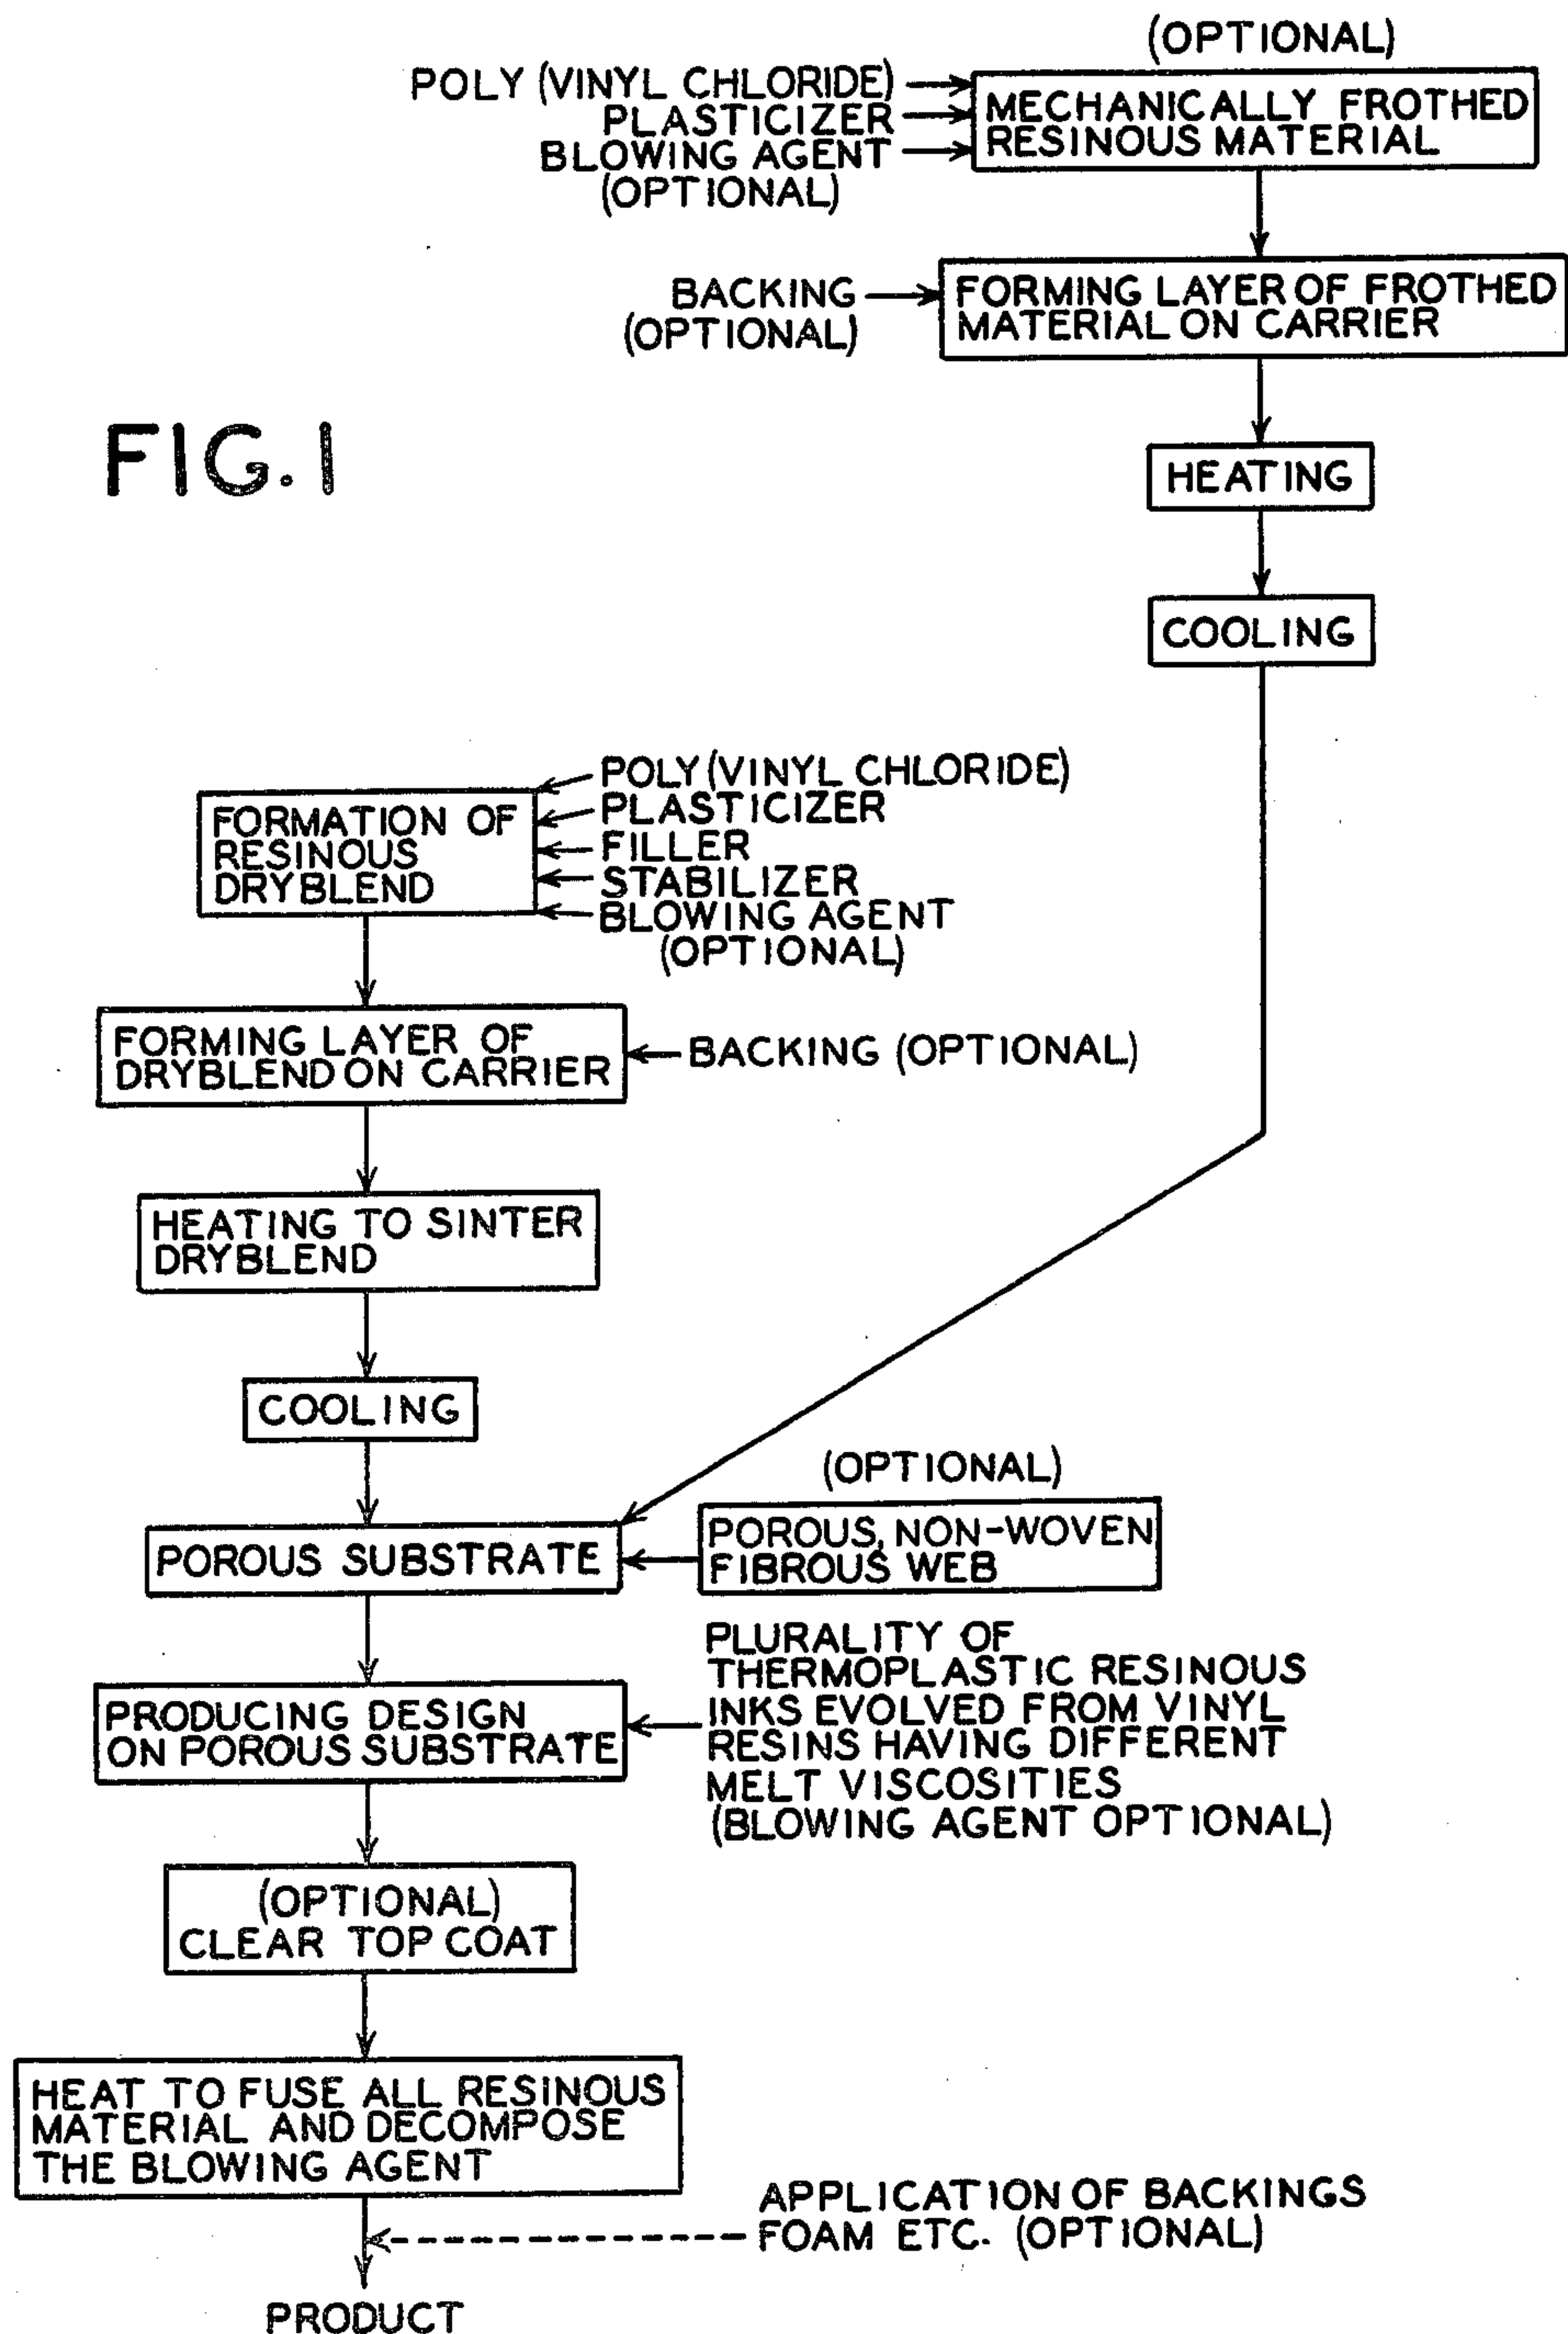 (OPTIONAL)
POLY (VINYL CHLORIDE)
PLASTICIZER
BLOWING AGENT
(OPTIONAL)
MECHANICALLY FROTHED
RESINOUS MATERIAL
BACKING
(OPTIONAL)
FORMING LAYER OF FROTHED
MATERIAL ON CARRIER
FIG. 1
HEATING
COOLING
FORMATION OF
RESINOUS
DRYBLEND
POLY (VINYL CHLORIDE)
PLASTICIZER
FILLER
STABILIZER
BLOWING AGENT
(OPTIONAL)
FORMING LAYER OF
DRYBLEND ON CARRIER
BACKING (OPTIONAL)
HEATING TO SINTER
DRYBLEND
COOLING
(OPTIONAL)
POROUS SUBSTRATE
POROUS, NON-WOVEN
FIBROUS WEB
PRODUCING DESIGN
ON POROUS SUBSTRATE
PLURALITY OF
THERMOPLASTIC RESINOUS
INKS EVOLVED FROM VINYL
RESINS HAVING DIFFERENT
MELT VISCOSITIES
(BLOWING AGENT OPTIONAL)
(OPTIONAL)
CLEAR TOP COAT
HEAT TO FUSE ALL RESINOUS
MATERIAL AND DECOMPOSE
THE BLOWING AGENT
APPLICATION OF BACKINGS
FOAM ETC. (OPTIONAL)
PRODUCT